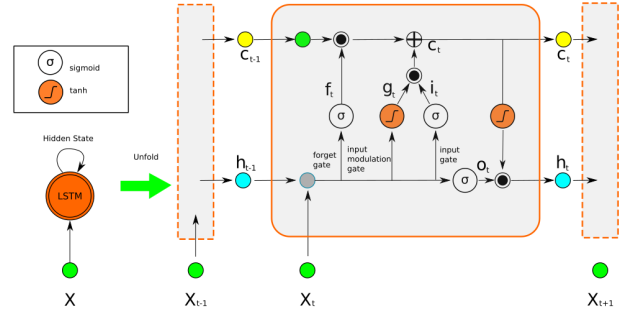 σ
sigmoid
tanh
Hidden State
LSTM
X
Unfold
X t-1
c t-1
h t-1
f t
g t
i t
c t
σ
σ
forget
gate
input
modulation
gate
input
gate
o t
σ
X t
c t
h t
X t+1